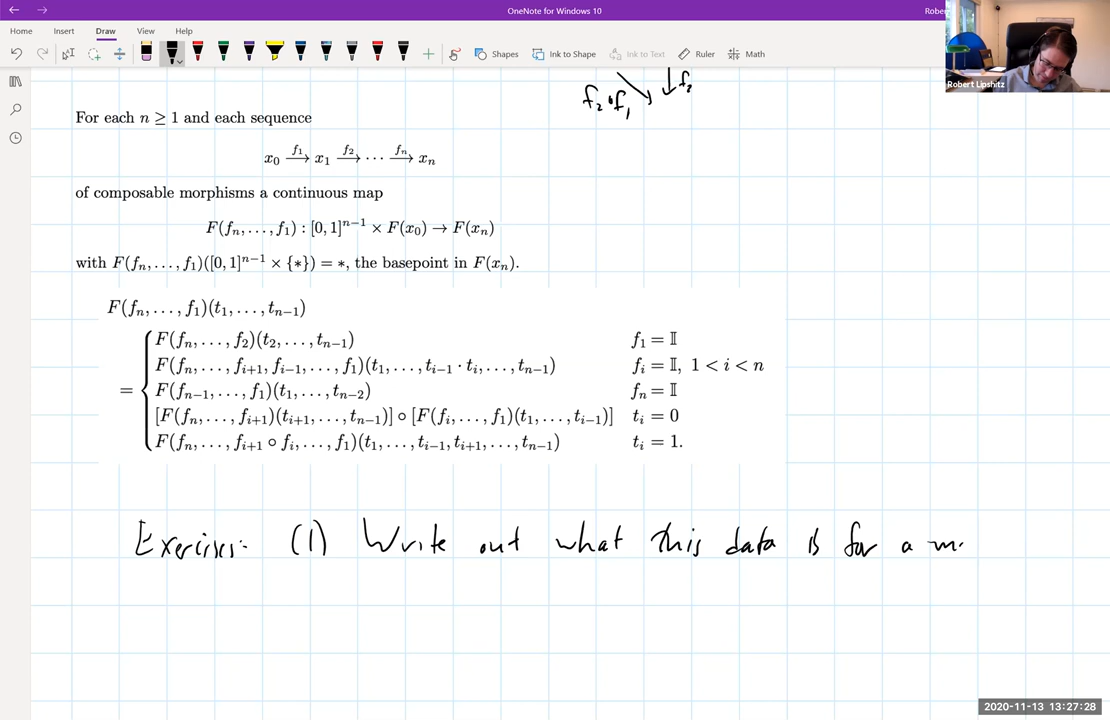 OneNote for Windows 10
Home Insert Draw View Help
Shapes Ink to Shape Ink to Text Ruler Math
Robert Lipshitz
f₂∘f₁ f₂
For each n ≥ 1 and each sequence
x₀ —f₁→ x₁ —f₂→ ⋯ —fₙ→ xₙ
of composable morphisms a continuous map
F(fₙ, …, f₁) : [0, 1]ⁿ⁻¹ × F(x₀) → F(xₙ)
with F(fₙ, …, f₁)([0, 1]ⁿ⁻¹ × {*}) = *, the basepoint in F(xₙ).
F(fₙ, …, f₁)(t₁, …, tₙ₋₁)
F(fₙ, …, f₂)(t₂, …, tₙ₋₁) f₁ = 𝕀
F(fₙ, …, fᵢ₊₁, fᵢ₋₁, …, f₁)(t₁, …, tᵢ₋₁ · tᵢ, …, tₙ₋₁) fᵢ = 𝕀, 1 < i < n
= { F(fₙ₋₁, …, f₁)(t₁, …, tₙ₋₂) fₙ = 𝕀
[F(fₙ, …, fᵢ₊₁)(tᵢ₊₁, …, tₙ₋₁)] ∘ [F(fᵢ, …, f₁)(t₁, …, tᵢ₋₁)] tᵢ = 0
F(fₙ, …, fᵢ₊₁ ∘ fᵢ, …, f₁)(t₁, …, tᵢ₋₁, tᵢ₊₁, …, tₙ₋₁) tᵢ = 1.
Exercises: (1) Write out what this data is for a
2020-11-13 13:27:28